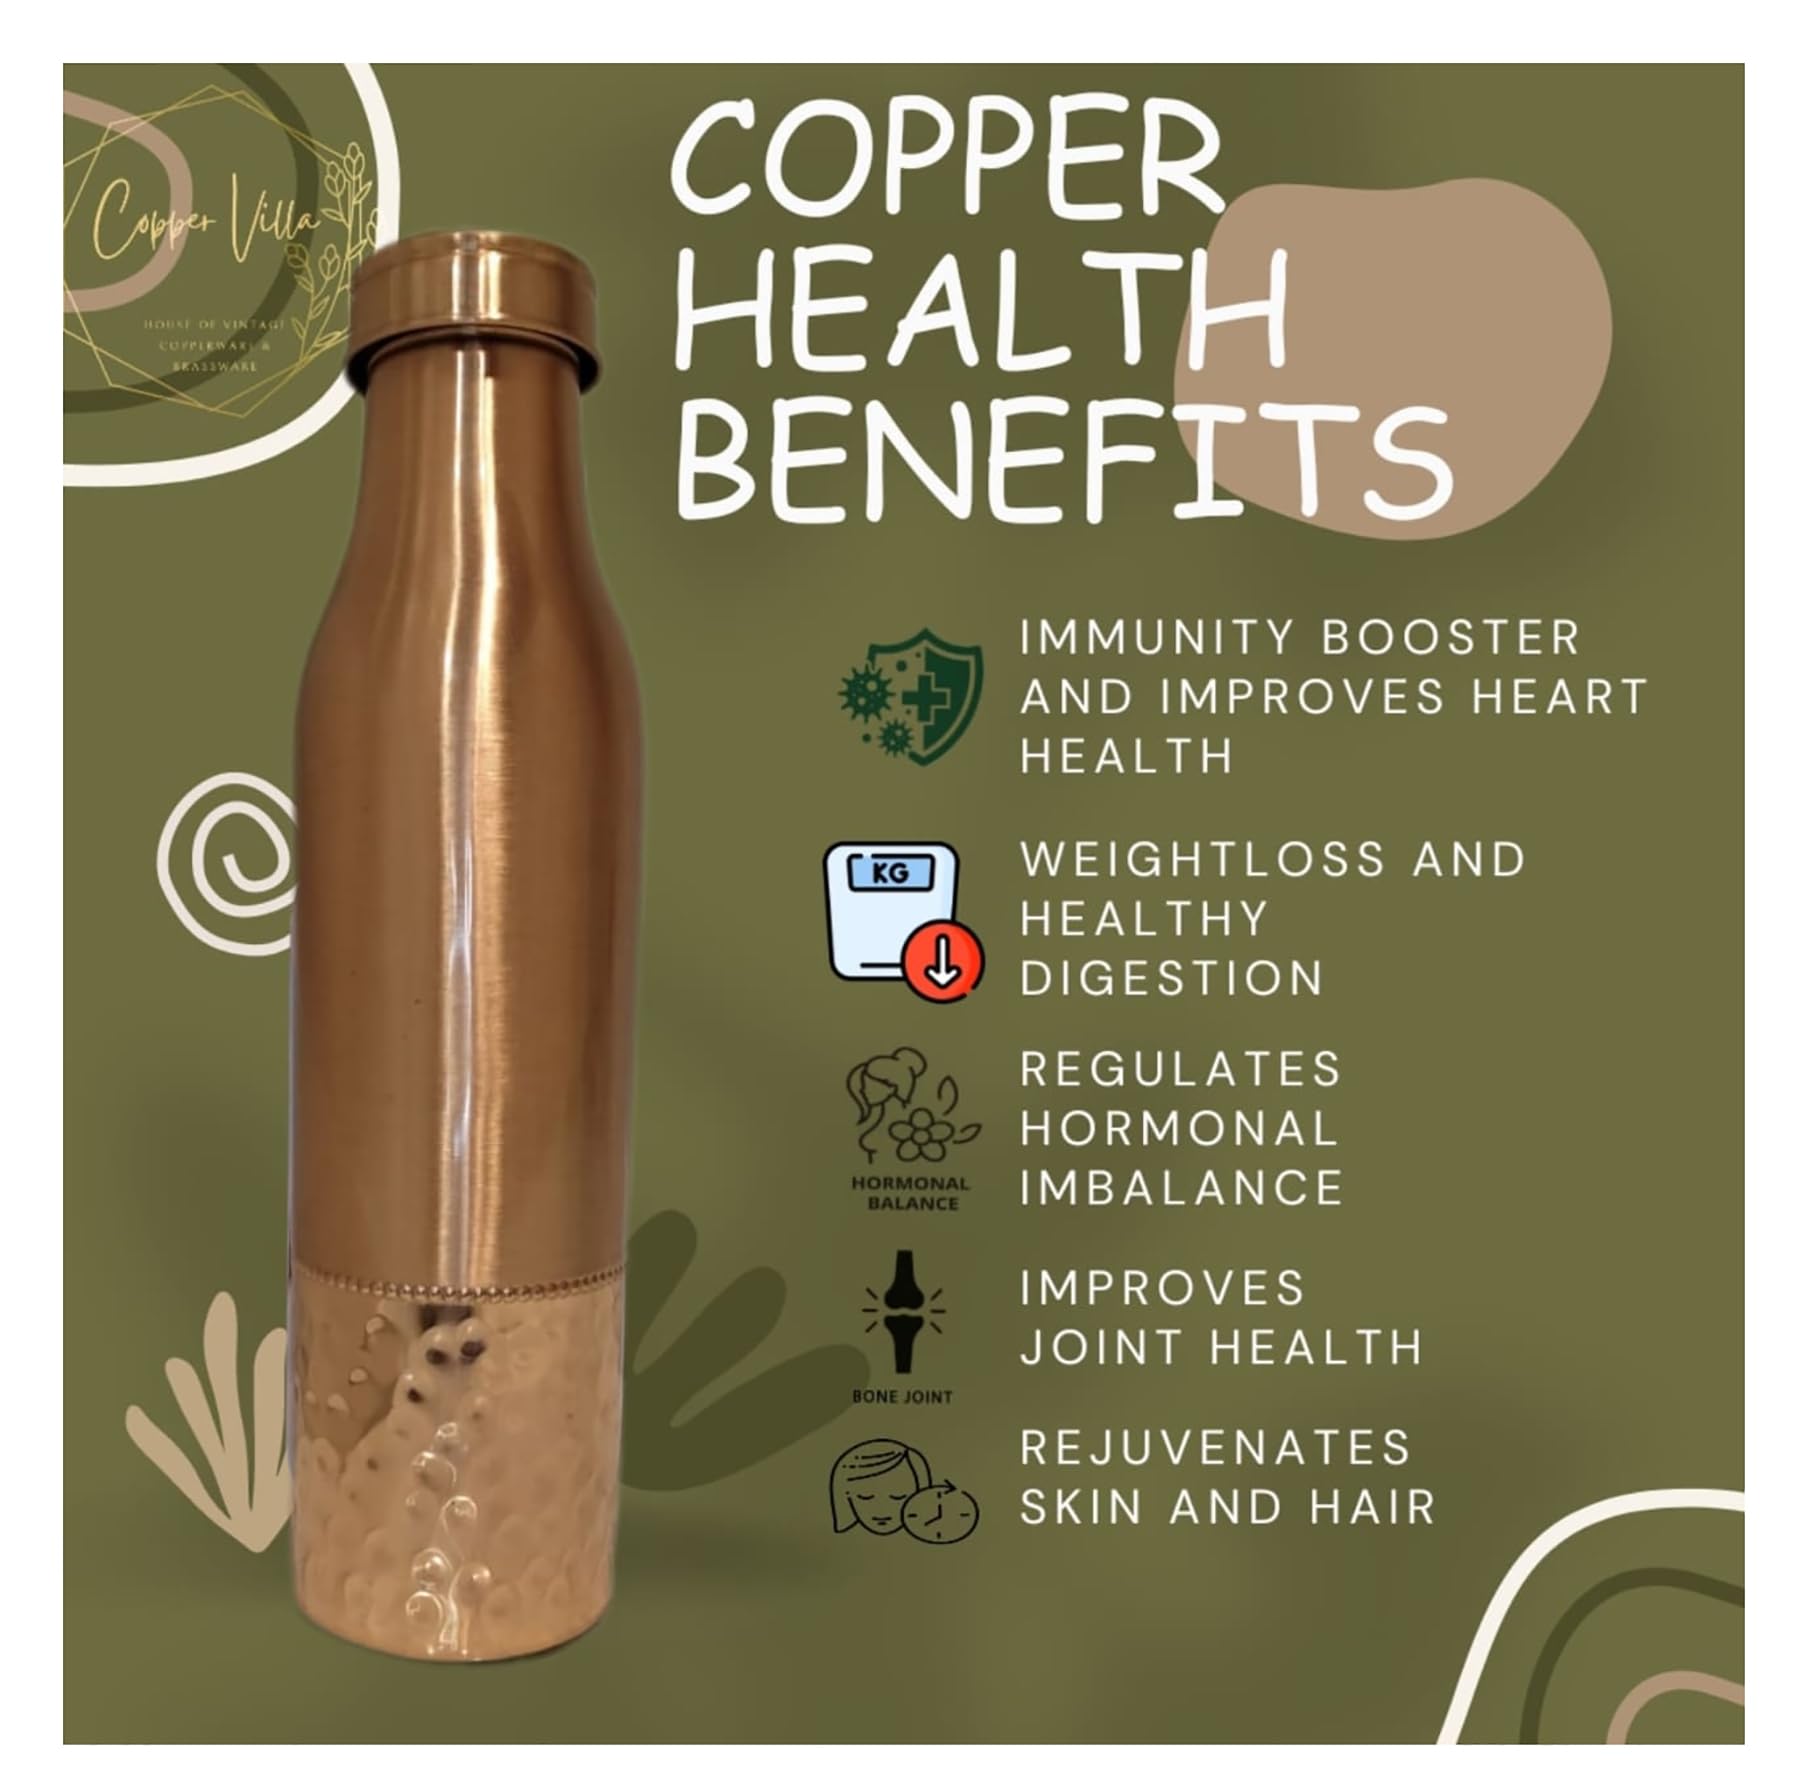 Copper Villa
HOUSE OF VINTAGE
COPPERWARE &
BRASSWARE
COPPER
HEALTH
BENEFITS
IMMUNITY BOOSTER
AND IMPROVES HEART
HEALTH
KG
WEIGHTLOSS AND
HEALTHY
DIGESTION
HORMONAL
BALANCE
REGULATES
HORMONAL
IMBALANCE
BONE JOINT
IMPROVES
JOINT HEALTH
REJUVENATES
SKIN AND HAIR